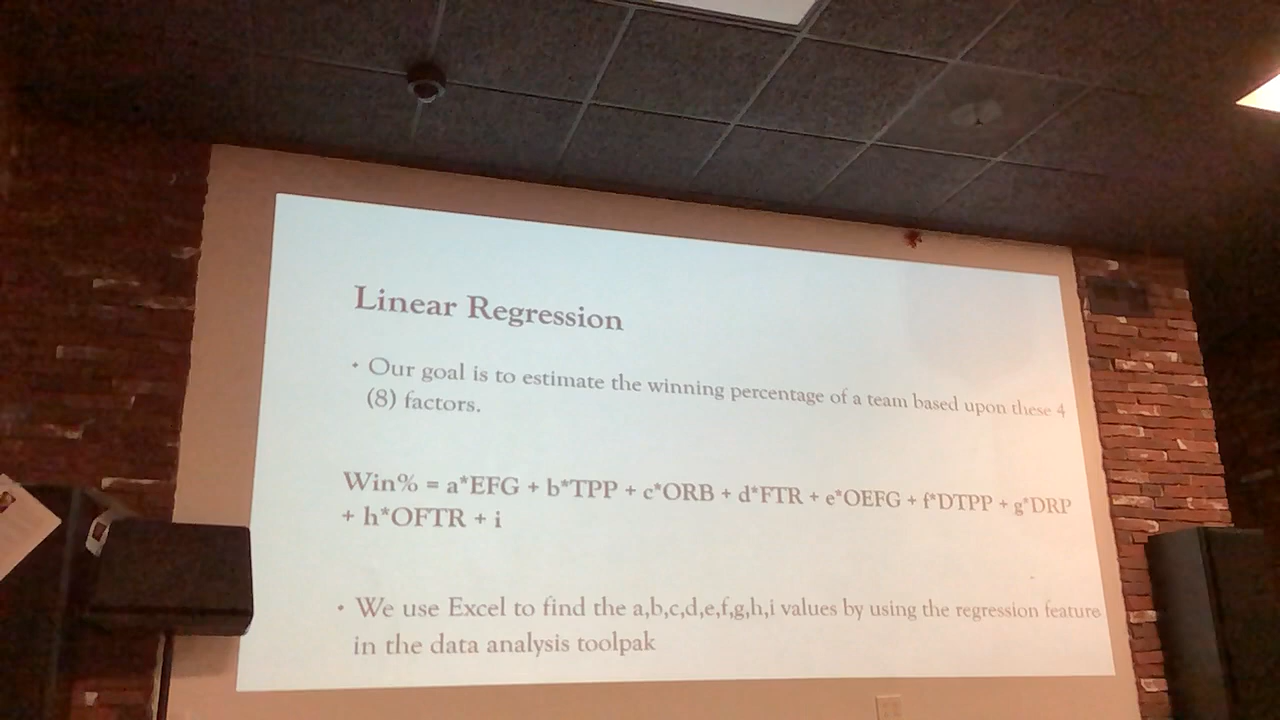 Linear Regression
• Our goal is to estimate the winning percentage of a team based upon these 4
(8) factors.
Win% = a*EFG + b*TPP + c*ORB + d*FTR + e*OEFG + f*DTPP + g*DRP
+ h*OFTR + i
• We use Excel to find the a,b,c,d,e,f,g,h,i values by using the regression feature
in the data analysis toolpak